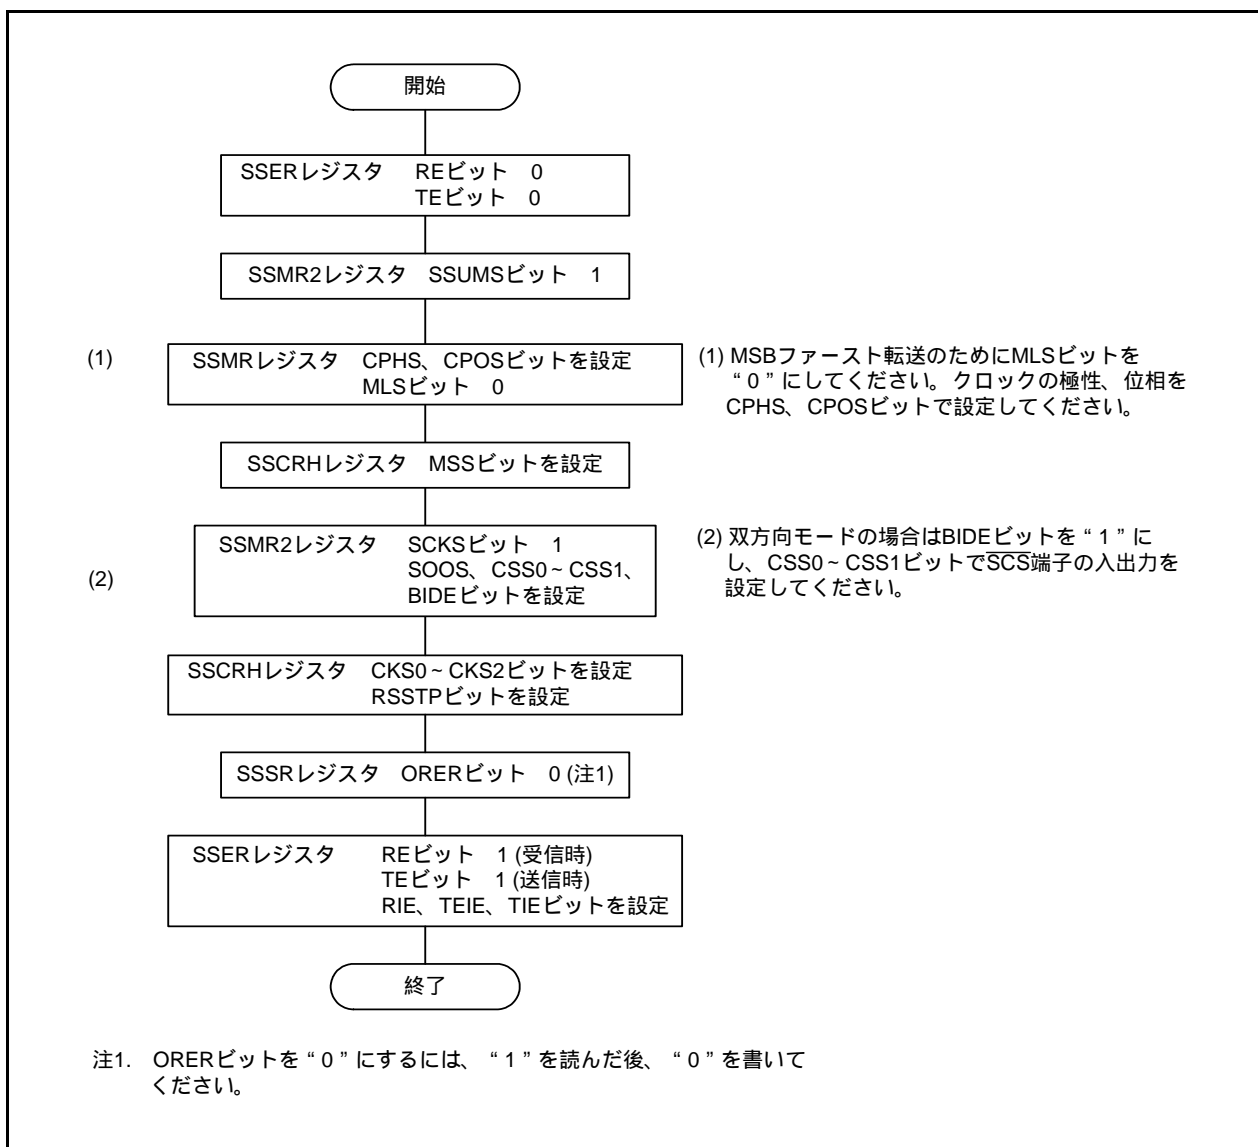 開始
SSERレジスタ REビット 0
TEビット 0
SSMR2レジスタ SSUMSビット 1
(1)
SSMRレジスタ CPHS、CPOSビットを設定
MLSビット 0
(1) MSBファースト転送のためにMLSビットを
“0”にしてください。クロックの極性、位相を
CPHS、CPOSビットで設定してください。
SSCRHレジスタ MSSビットを設定
(2)
SSMR2レジスタ SCKSビット 1
SOOS、CSS0~CSS1、
BIDEビットを設定
(2) 双方向モードの場合はBIDEビットを“1”に
し、CSS0~CSS1ビットでSCS端子の入出力を
設定してください。
SSCRHレジスタ CKS0~CKS2ビットを設定
RSSTPビットを設定
SSSRレジスタ ORERビット 0 (注1)
SSERレジスタ REビット 1 (受信時)
TEビット 1 (送信時)
RIE、TEIE、TIEビットを設定
終了
注1. ORERビットを“0”にするには、“1”を読んだ後、“0”を書いて
ください。